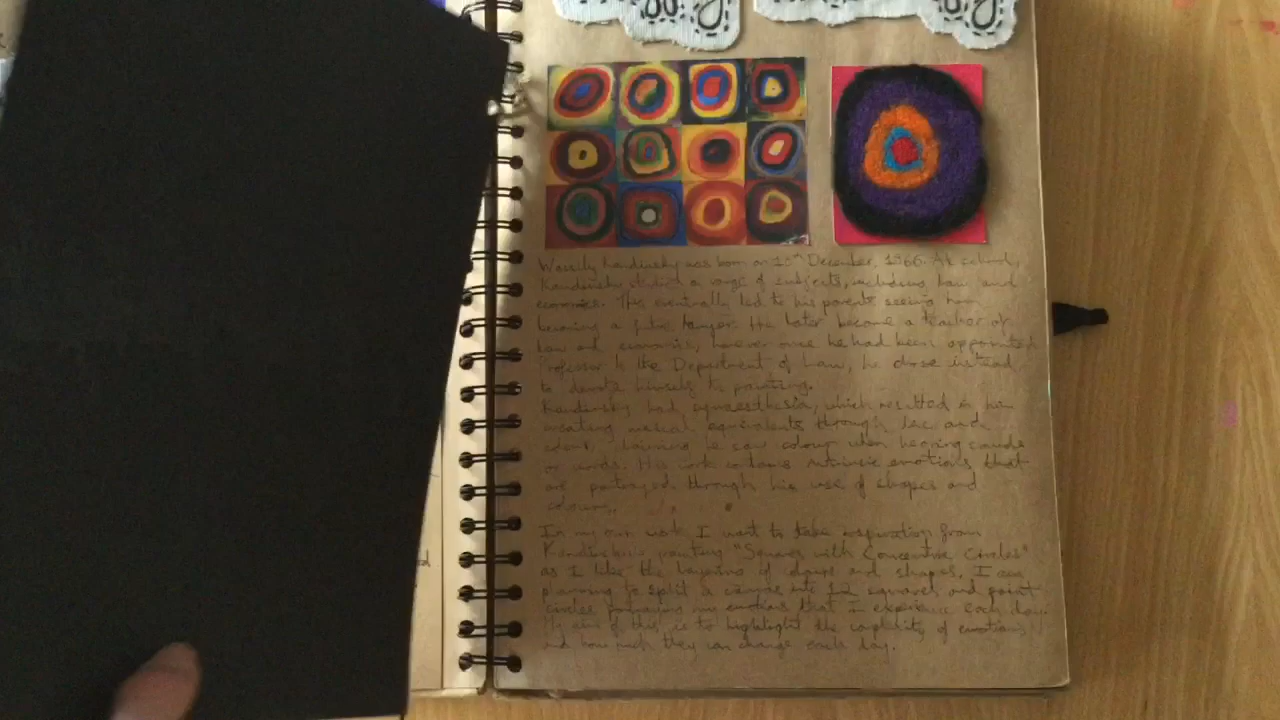 Wassily Kandinsky was born on 16th December, 1966. At school,
Kandinsky studied a range of subjects, including law and
economics. This eventually led to his parents seeing him
becoming a future lawyer. He later became a teacher of
law and economics, however once he had been appointed
Professor to the Department of Law, he chose instead
to devote himself to painting.
Kandinsky had synaesthesia, which resulted in him
creating musical equivalents through line and
colour, he saw colour when hearing sounds
or words. His work contains intrinsic emotions that
are portrayed through his use of shapes and
colours.
In my own work I want to take inspiration from
Kandinsky's painting "Squares with Concentric Circles"
as I like the layering of colours and shapes. I am
planning to split a canvas into 12 squares and paint
circles my emotions that I experience each day.
aim of this is to highlight the of emotions
and how much they can change each day.